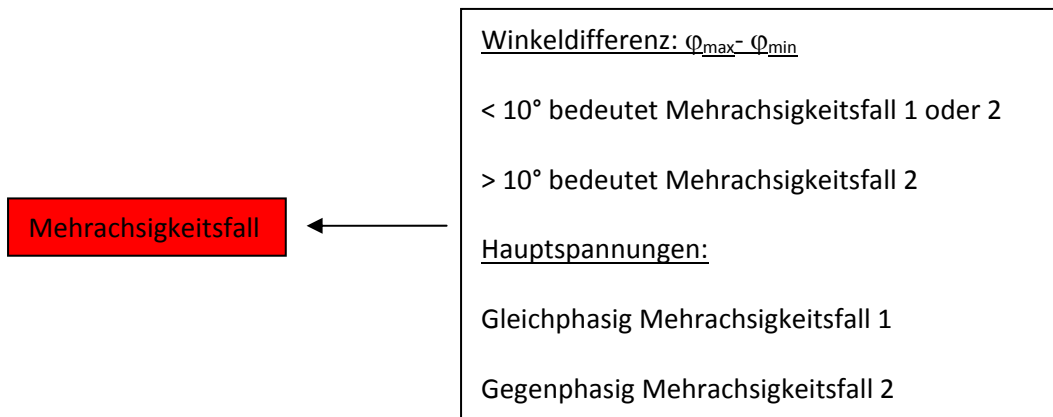 Mehrachsigkeitsfall
Winkeldifferenz: φmax- φmin
< 10° bedeutet Mehrachsigkeitsfall 1 oder 2
> 10° bedeutet Mehrachsigkeitsfall 2
Hauptspannungen:
Gleichphasig Mehrachsigkeitsfall 1
Gegenphasig Mehrachsigkeitsfall 2